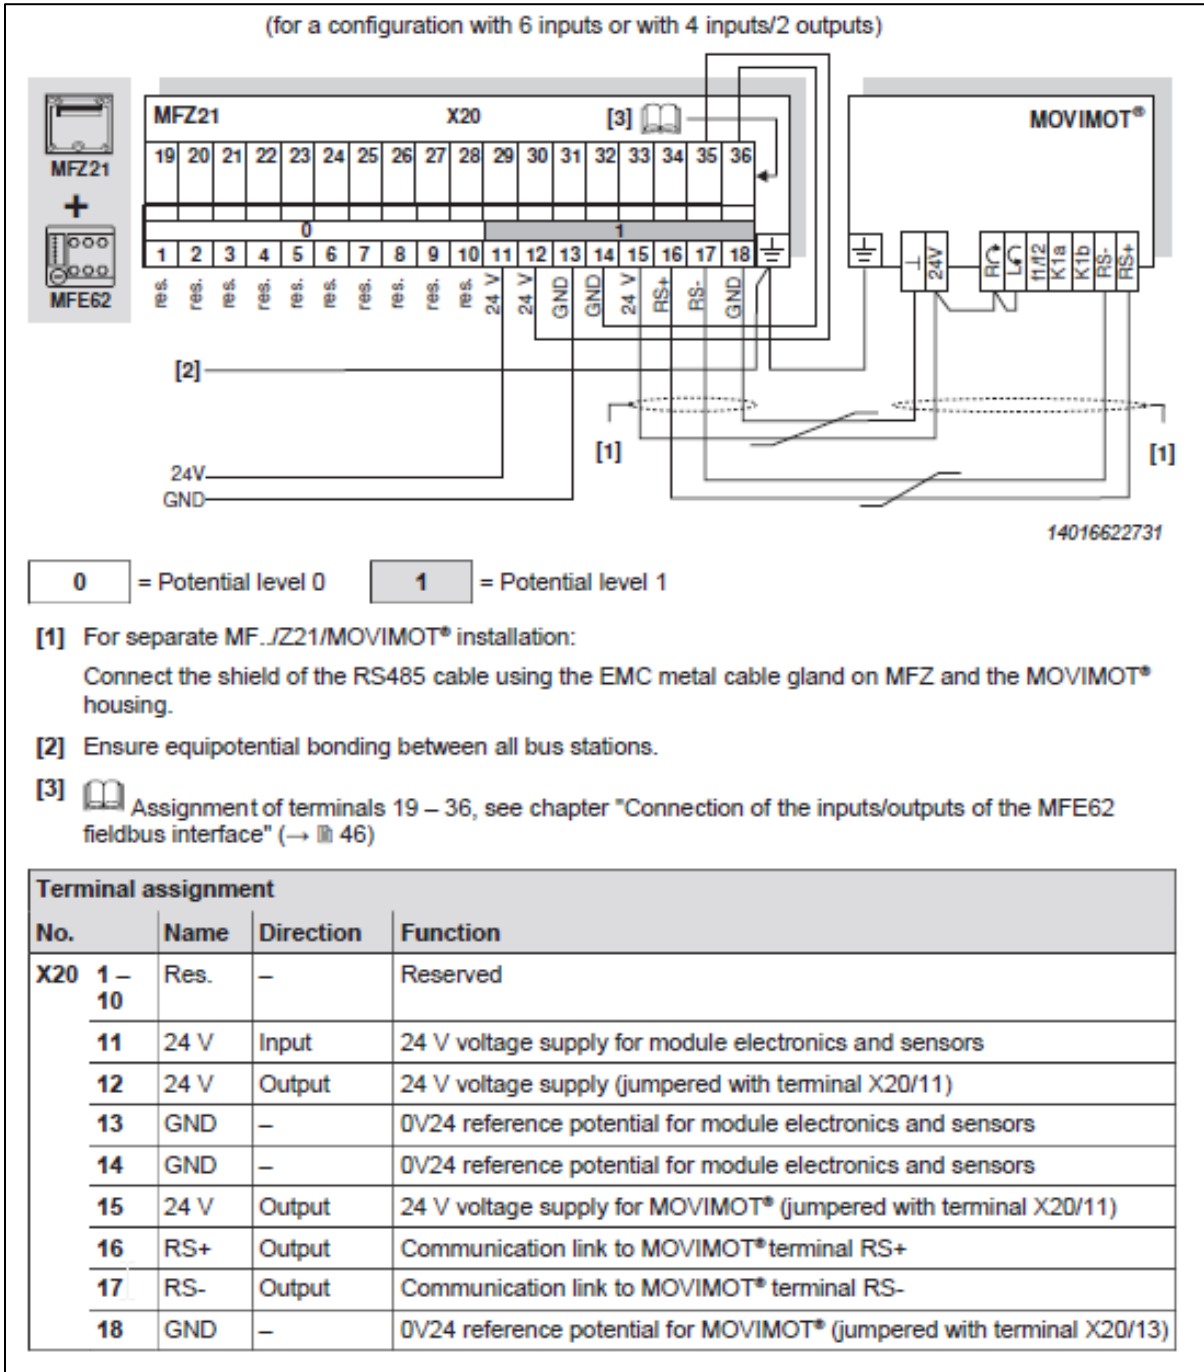 (for a configuration with 6 inputs or with 4 inputs/2 outputs)
MFZ21 X20 [3] MOVIMOT®
19 20 21 22 23 24 25 26 27 28 29 30 31 32 33 34 35 36
MFZ21
+
MFE62
0 1
1 2 3 4 5 6 7 8 9 10 11 12 13 14 15 16 17 18
res. res. res. res. res. res. res. res. res. res. 24 V 24 V GND GND 24 V RS+ RS- GND
⊥ 24V R L f1/f2 K1a K1b RS- RS+
[2]
[1] [1]
24V
GND
14016622731
0 = Potential level 0 1 = Potential level 1
[1] For separate MF../Z21/MOVIMOT® installation:
Connect the shield of the RS485 cable using the EMC metal cable gland on MFZ and the MOVIMOT®
housing.
[2] Ensure equipotential bonding between all bus stations.
[3] Assignment of terminals 19 – 36, see chapter "Connection of the inputs/outputs of the MFE62
fieldbus interface" (→ 46)
Terminal assignment
No. Name Direction Function
X20 1 – Res. – Reserved
10
11 24 V Input 24 V voltage supply for module electronics and sensors
12 24 V Output 24 V voltage supply (jumpered with terminal X20/11)
13 GND – 0V24 reference potential for module electronics and sensors
14 GND – 0V24 reference potential for module electronics and sensors
15 24 V Output 24 V voltage supply for MOVIMOT® (jumpered with terminal X20/11)
16 RS+ Output Communication link to MOVIMOT® terminal RS+
17 RS- Output Communication link to MOVIMOT® terminal RS-
18 GND – 0V24 reference potential for MOVIMOT® (jumpered with terminal X20/13)